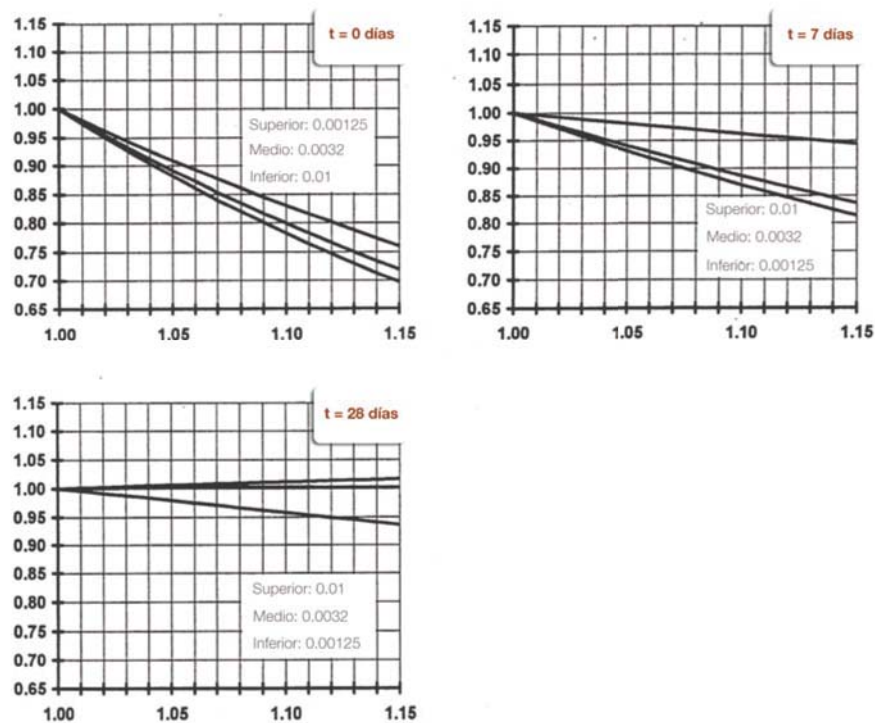 1.15
t = 0 días
1.10
1.05
1.00
0.95
Superior: 0.00125
0.90
Medio: 0.0032
0.85
Inferior: 0.01
0.80
0.75
0.70
0.65
1.00 1.05 1.10 1.15
1.15
t = 7 días
1.10
1.05
1.00
0.95
0.90
0.85
0.80
Superior: 0.01
0.75
Medio: 0.0032
0.70
Inferior: 0.00125
0.65
1.00 1.05 1.10 1.15
1.15
t = 28 días
1.10
1.05
1.00
0.95
0.90
0.85
Superior: 0.01
0.80
Medio: 0.0032
0.75
Inferior: 0.00125
0.70
0.65
1.00 1.05 1.10 1.15